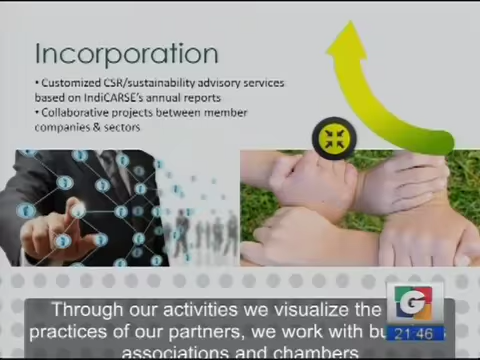 Incorporation
• Customized CSR/sustainability advisory services
based on IndiCARSE's annual reports
• Collaborative projects between member
companies & sectors
Through our activities we visualize the
practices of our partners, we work with
associations and chambers
G
21:46